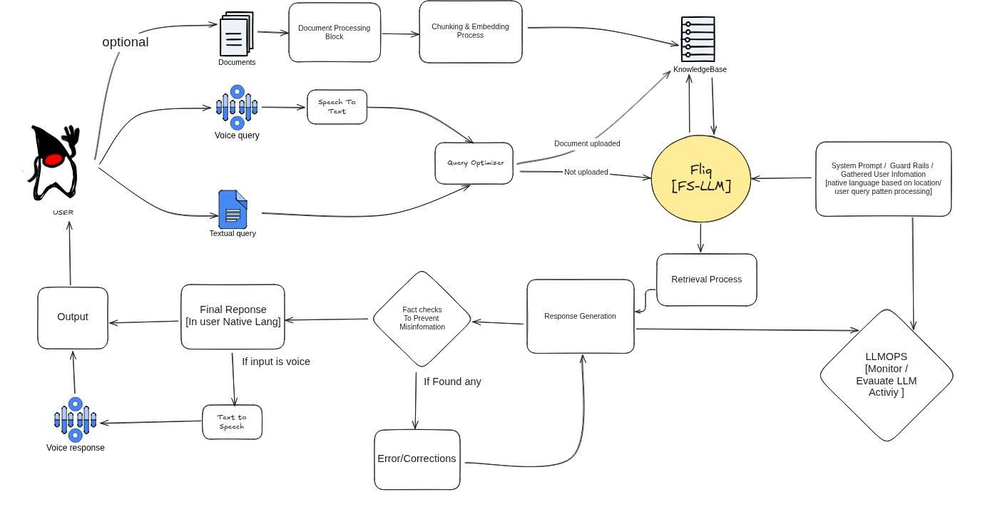 optional
Documents
Document Processing
Block
Chunking & Embedding
Process
KnowledgeBase
Voice query
Speech To
Text
Query Optimizer
Document uploaded
Not uploaded
Fliq
[FS-LLM]
System Prompt / Guard Rails /
Gathered User Infomation
[native language based on location/
user query patten processing]
USER
Textual query
Retrieval Process
Output
Final Reponse
[In user Native Lang]
Fact checks
To Prevent
Misinfomation
Response Generation
LLMOPS
[Monitor /
Evauate LLM
Activiy ]
If input is voice
If Found any
Text to
Speech
Voice response
Error/Corrections